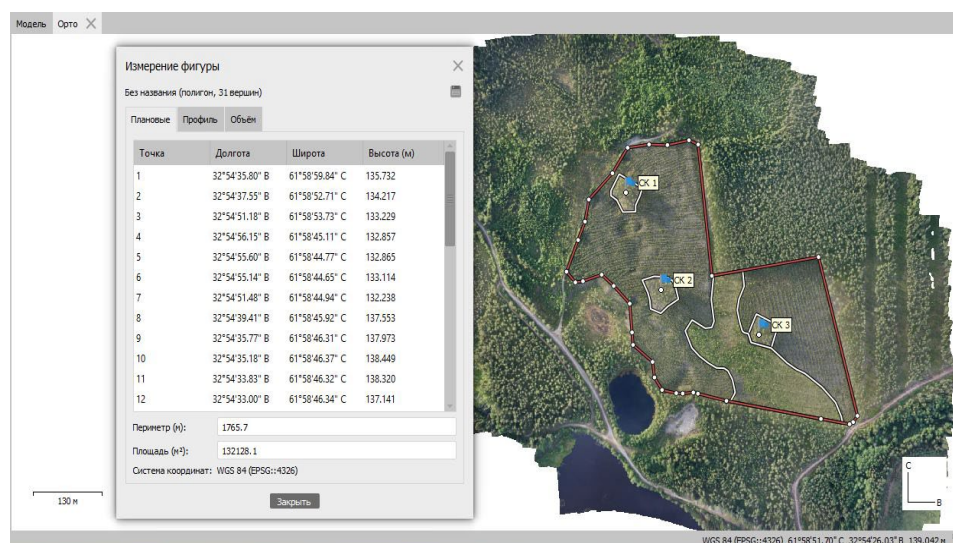 Модель Орто
Измерение фигуры
Без названия (полигон, 31 вершин)
Плановые Профиль Объём
Точка Долгота Широта Высота (м)
1 32°54'35.80" В 61°58'59.84" С 135.732
2 32°54'37.55" В 61°58'52.71" С 134.217
3 32°54'51.18" В 61°58'53.73" С 133.229
4 32°54'56.15" В 61°58'45.11" С 132.857
5 32°54'55.60" В 61°58'44.77" С 132.865
6 32°54'55.14" В 61°58'44.65" С 133.114
7 32°54'51.48" В 61°58'44.94" С 132.238
8 32°54'39.41" В 61°58'45.92" С 137.553
9 32°54'35.77" В 61°58'46.31" С 137.973
10 32°54'35.18" В 61°58'46.37" С 138.449
11 32°54'33.83" В 61°58'46.32" С 138.320
12 32°54'33.00" В 61°58'46.34" С 137.141
Периметр (м): 1765.7
Площадь (м²): 132128.1
Система координат: WGS 84 (EPSG::4326)
Закрыть
130 м
СК 1
СК 2
СК 3
С
В
WGS 84 (EPSG::4326) 61°58'51.70" С 32°54'26.03" В 139.042 м